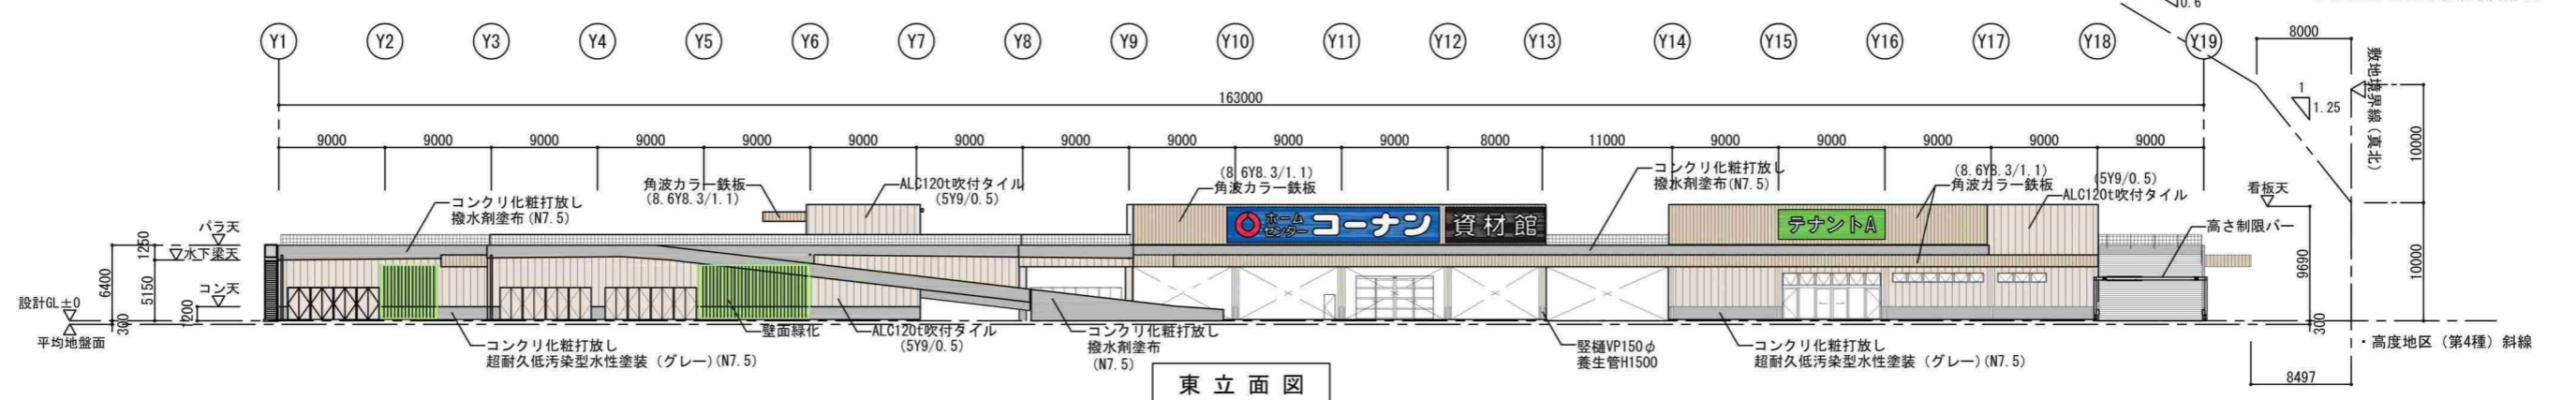 0.6
Y1 Y2 Y3 Y4 Y5 Y6 Y7 Y8 Y9 Y10 Y11 Y12 Y13 Y14 Y15 Y16 Y17 Y18 Y19
8000
163000
敷地境界線(真北)
1
1.25
10000
9000 9000 9000 9000 9000 9000 9000 9000 9000 9000 9000 8000 11000 9000 9000 9000 9000 9000
コンクリ化粧打放し
撥水剤塗布(N7.5)
角波カラー鉄板
(8.6Y8.3/1.1)
ALC120t吹付タイル
(5Y9/0.5)
(8.6Y8.3/1.1)
角波カラー鉄板
コンクリ化粧打放し
撥水剤塗布(N7.5)
(8.6Y8.3/1.1)
角波カラー鉄板
(5Y9/0.5)
ALC120t吹付タイル
看板天
高さ制限バー
パラ天
水下梁天
コン天
設計GL±0
平均地盤面
1250
6400
5150
1200
300
ホーム
センター
コーナン
資材館
テナントA
9690
10000
300
コンクリ化粧打放し
超耐久低汚染型水性塗装(グレー)(N7.5)
壁面緑化
ALC120t吹付タイル
(5Y9/0.5)
コンクリ化粧打放し
撥水剤塗布
(N7.5)
竪樋VP150φ
養生管H1500
コンクリ化粧打放し
超耐久低汚染型水性塗装(グレー)(N7.5)
・高度地区(第4種)斜線
8497
東立面図